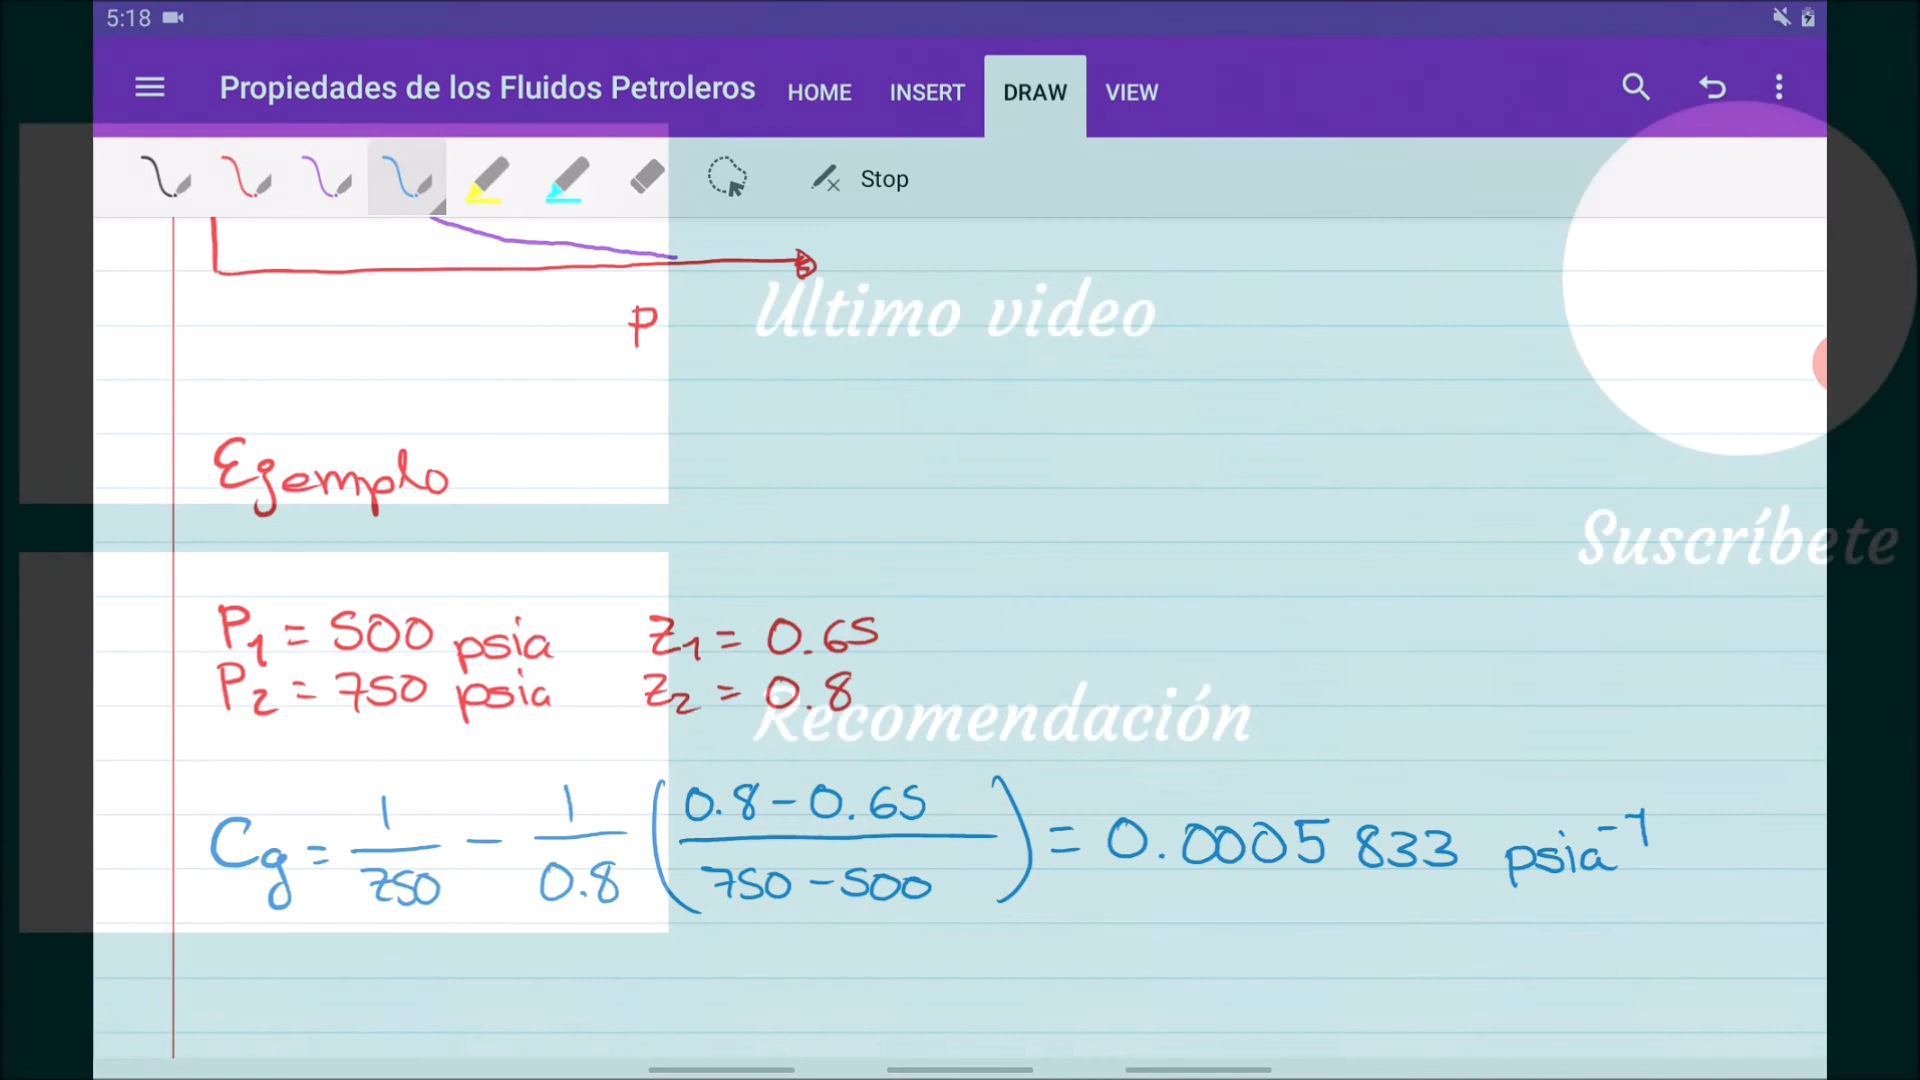 5:18
Propiedades de los Fluidos Petroleros HOME INSERT DRAW VIEW
Stop
P
Último video
Ejemplo
Suscríbete
P1 = 500 psia Z1 = 0.65
P2 = 750 psia Z2 = 0.8
Recomendación
Cg = 1/750 - 1/0.8 (0.8 - 0.65 / 750 - 500) = 0.0005833 psia⁻¹